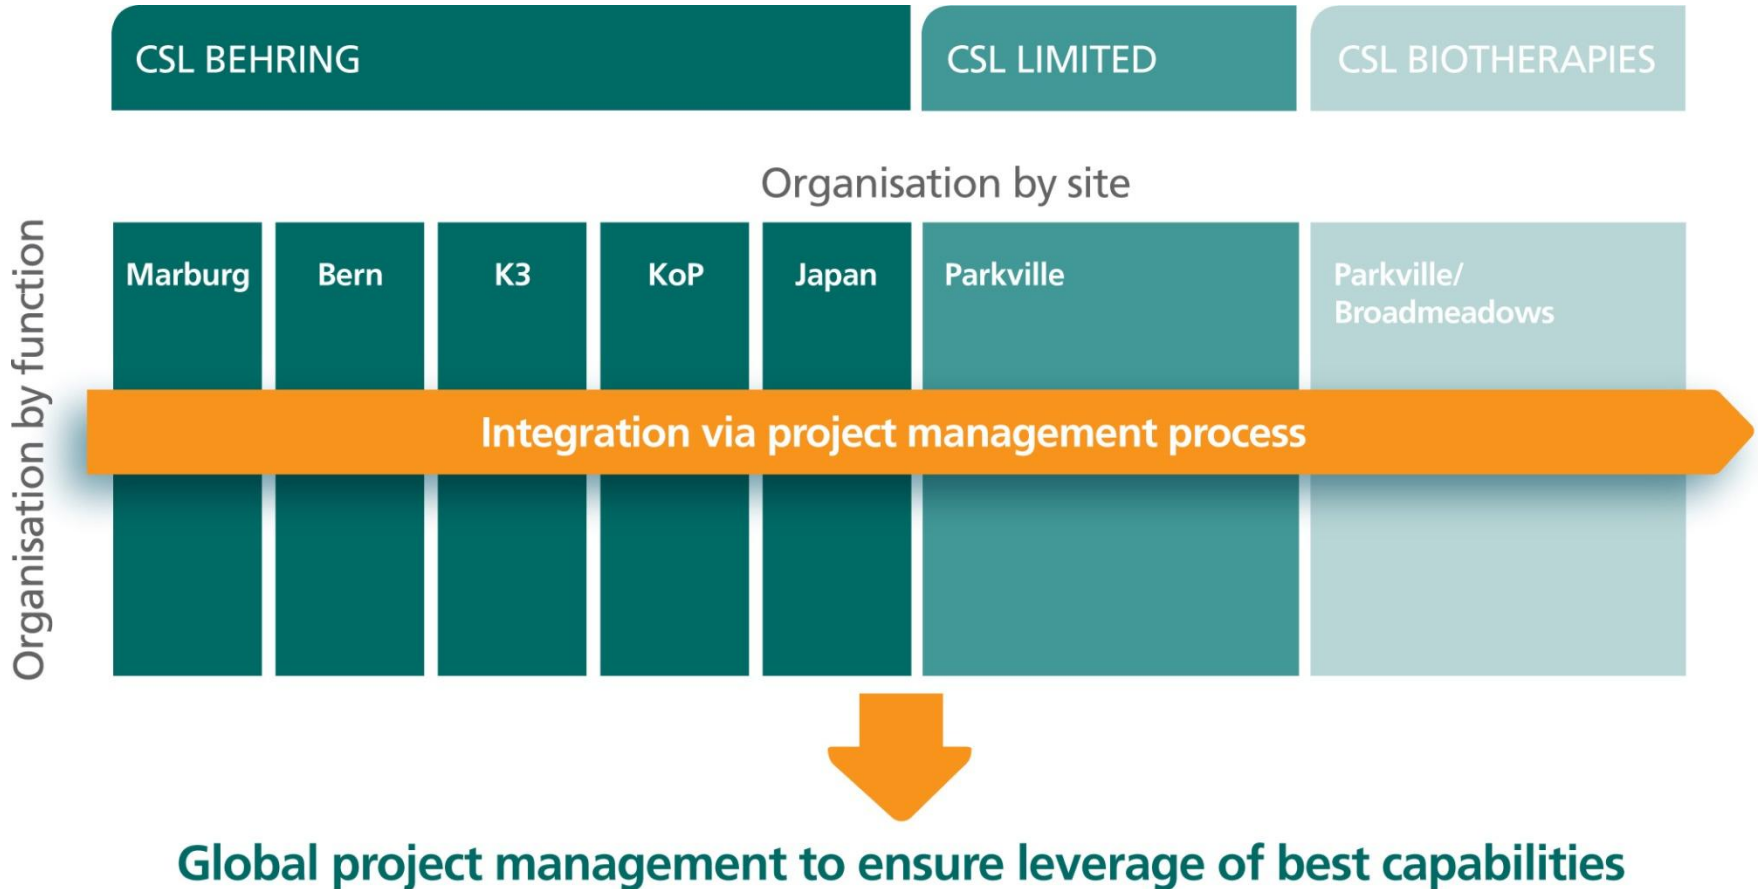 CSL BEHRING
CSL LIMITED
CSL BIOTHERAPIES
Organisation by site
Organisation by function
Marburg
Bern
K3
KoP
Japan
Parkville
Parkville/
Broadmeadows
Integration via project management process
Global project management to ensure leverage of best capabilities